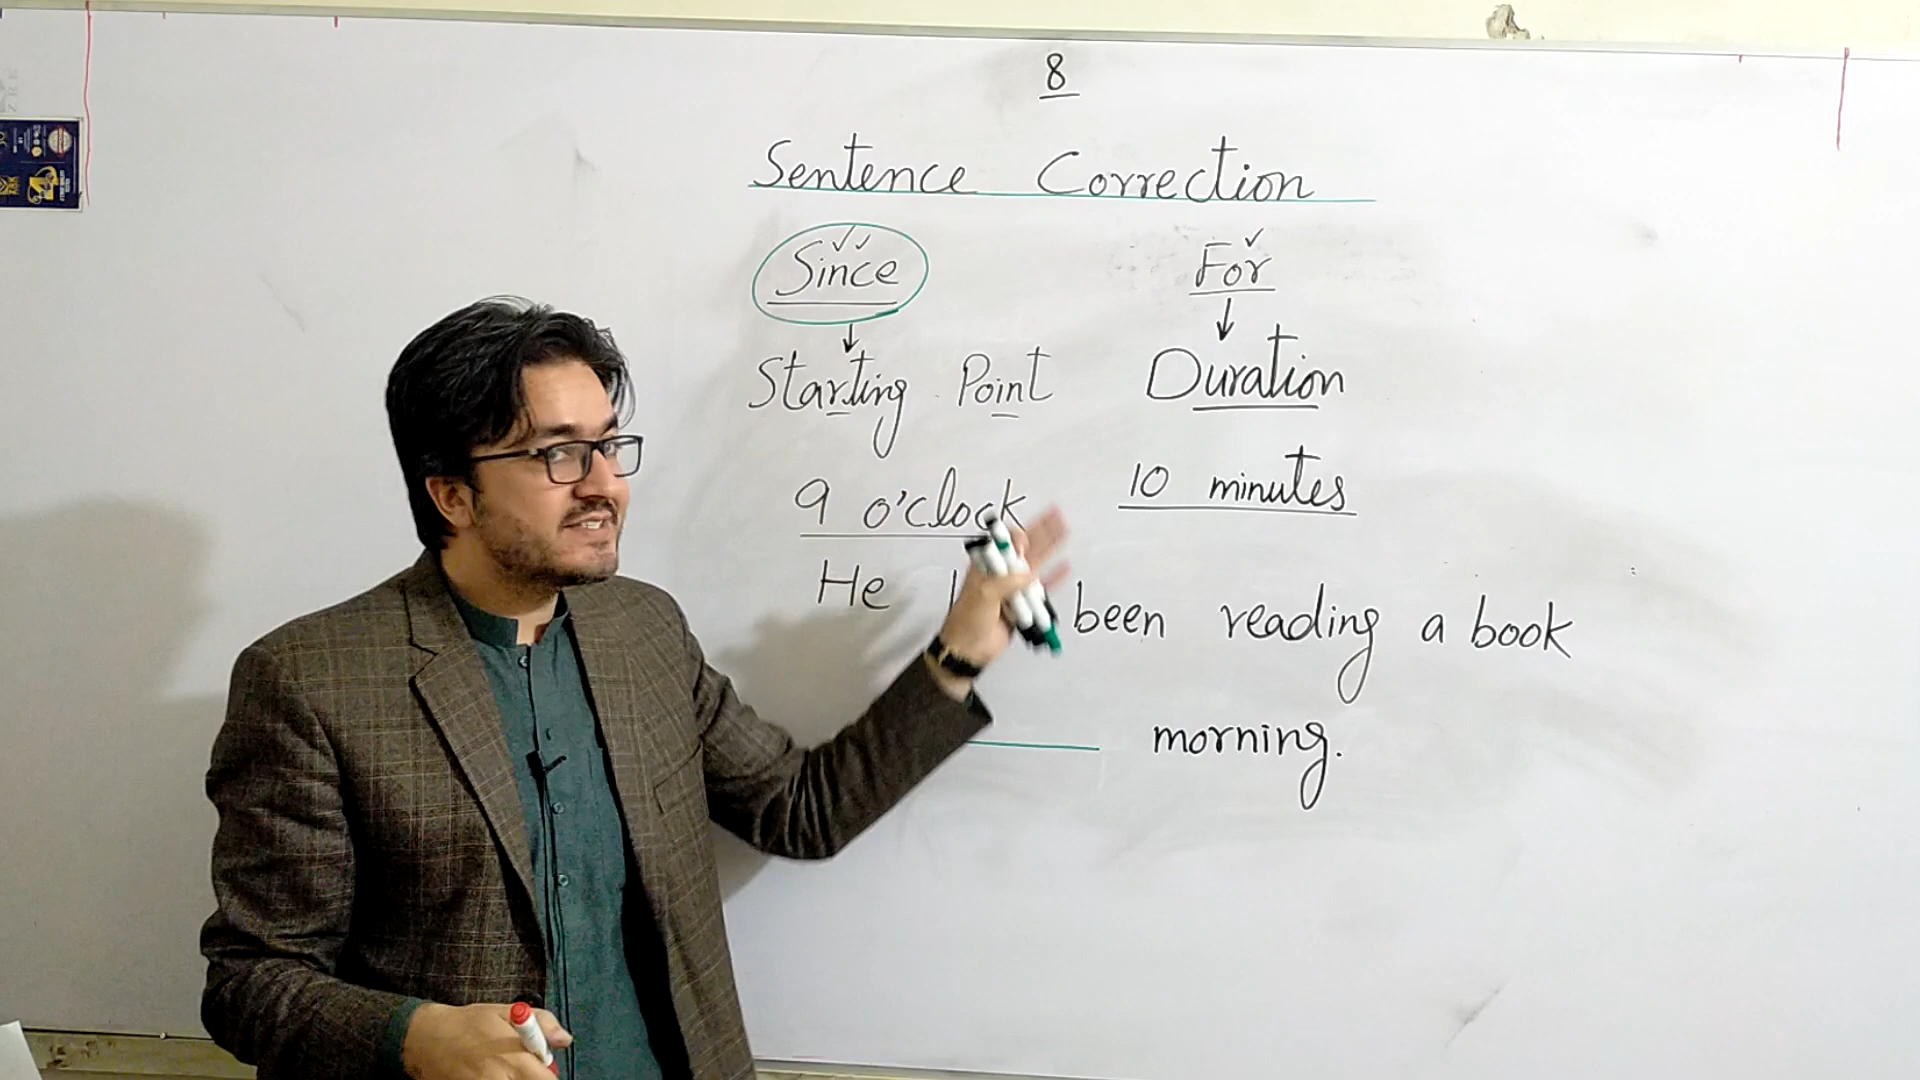 8
Sentence Correction
Since For
Starting Point Duration
9 o'clock 10 minutes
He been reading a book
morning.